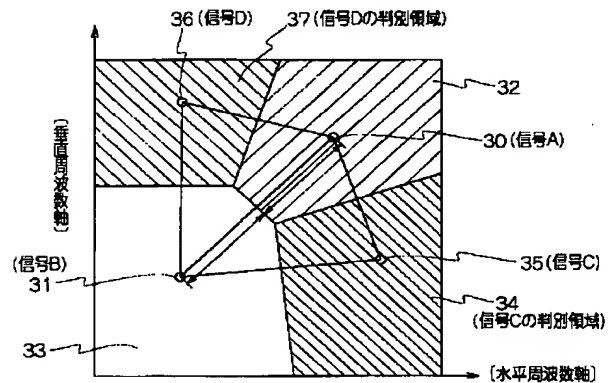 36(信号D)
37(信号Dの判別領域)
32
30(信号A)
〔垂直周波数軸〕
(信号B)
31
35(信号C)
34
(信号Cの判別領域)
33
〔水平周波数軸〕